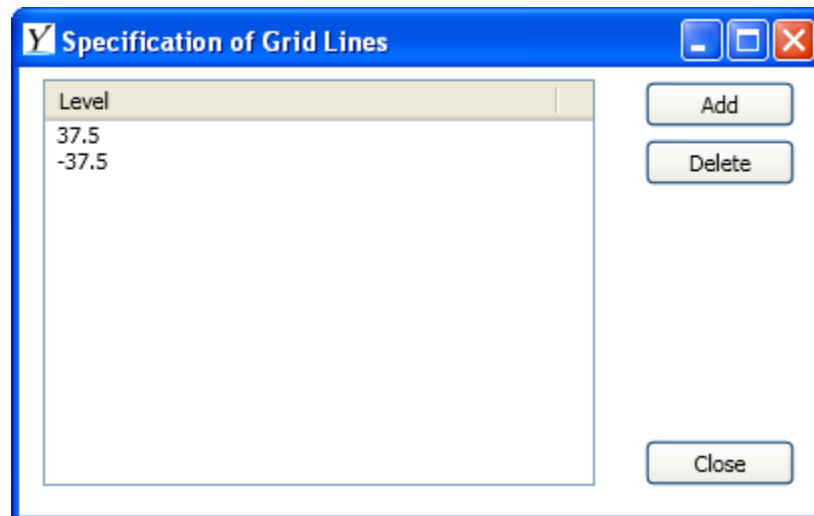 Y Specification of Grid Lines
Level
37.5
-37.5
Add
Delete
Close